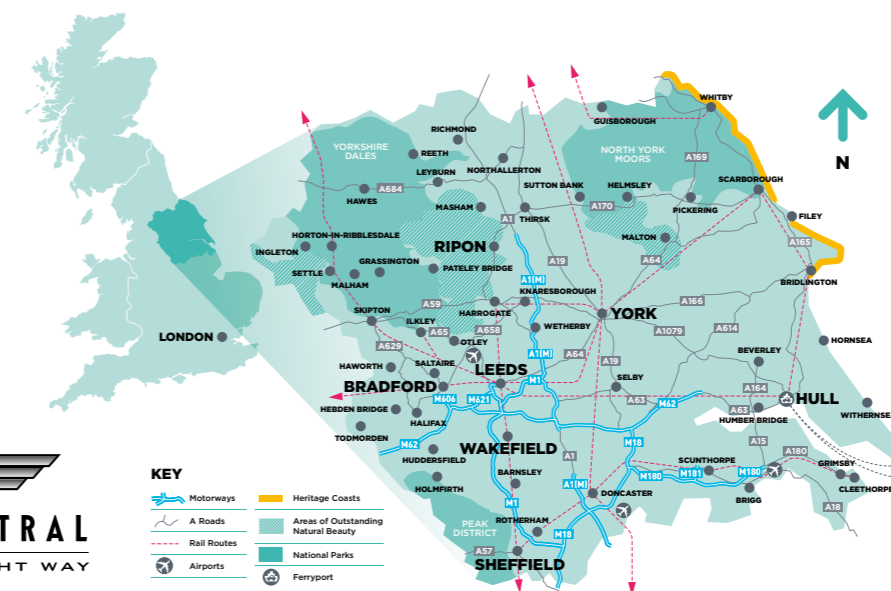 WHITBY
GUISBOROUGH
RICHMOND
YORKSHIRE
DALES
REETH
NORTH YORK
MOORS
A169
N
LEYBURN
NORTHALLERTON
SCARBOROUGH
HAWES
A684
SUTTON BANK
HELMSLEY
MASHAM
A1
THIRSK
A170
PICKERING
FILEY
HORTON-IN-RIBBLESDALE
INGLETON
RIPON
MALTON
A165
A19
A64
GRASSINGTON
SETTLE
MALHAM
PATELEY BRIDGE
A1(M)
BRIDLINGTON
KNARESBOROUGH
A59
SKIPTON
HARROGATE
YORK
A166
ILKLEY
A65
A658
WETHERBY
A1079
A614
LONDON
A629
OTLEY
A1(M)
A64
HORNSEA
HAWORTH
SALTAIRE
LEEDS
A19
BEVERLEY
BRADFORD
M1
SELBY
A164
M606
M621
A63
M62
HULL
HEBDEN BRIDGE
HALIFAX
A63
HUMBER BRIDGE
WITHERNSE
TODMORDEN
M62
WAKEFIELD
M18
A15
HUDDERSFIELD
A1
SCUNTHORPE
A180
GRIMSBY
BARNSLEY
M180
M181
M180
CLEETHORPE
HOLMFIRTH
A1(M)
BRIGG
M1
DONCASTER
A18
PEAK
DISTRICT
ROTHERHAM
M18
A57
SHEFFIELD
TRAL
HT WAY
KEY
Motorways
A Roads
Rail Routes
Airports
Heritage Coasts
Areas of Outstanding
Natural Beauty
National Parks
Ferryport